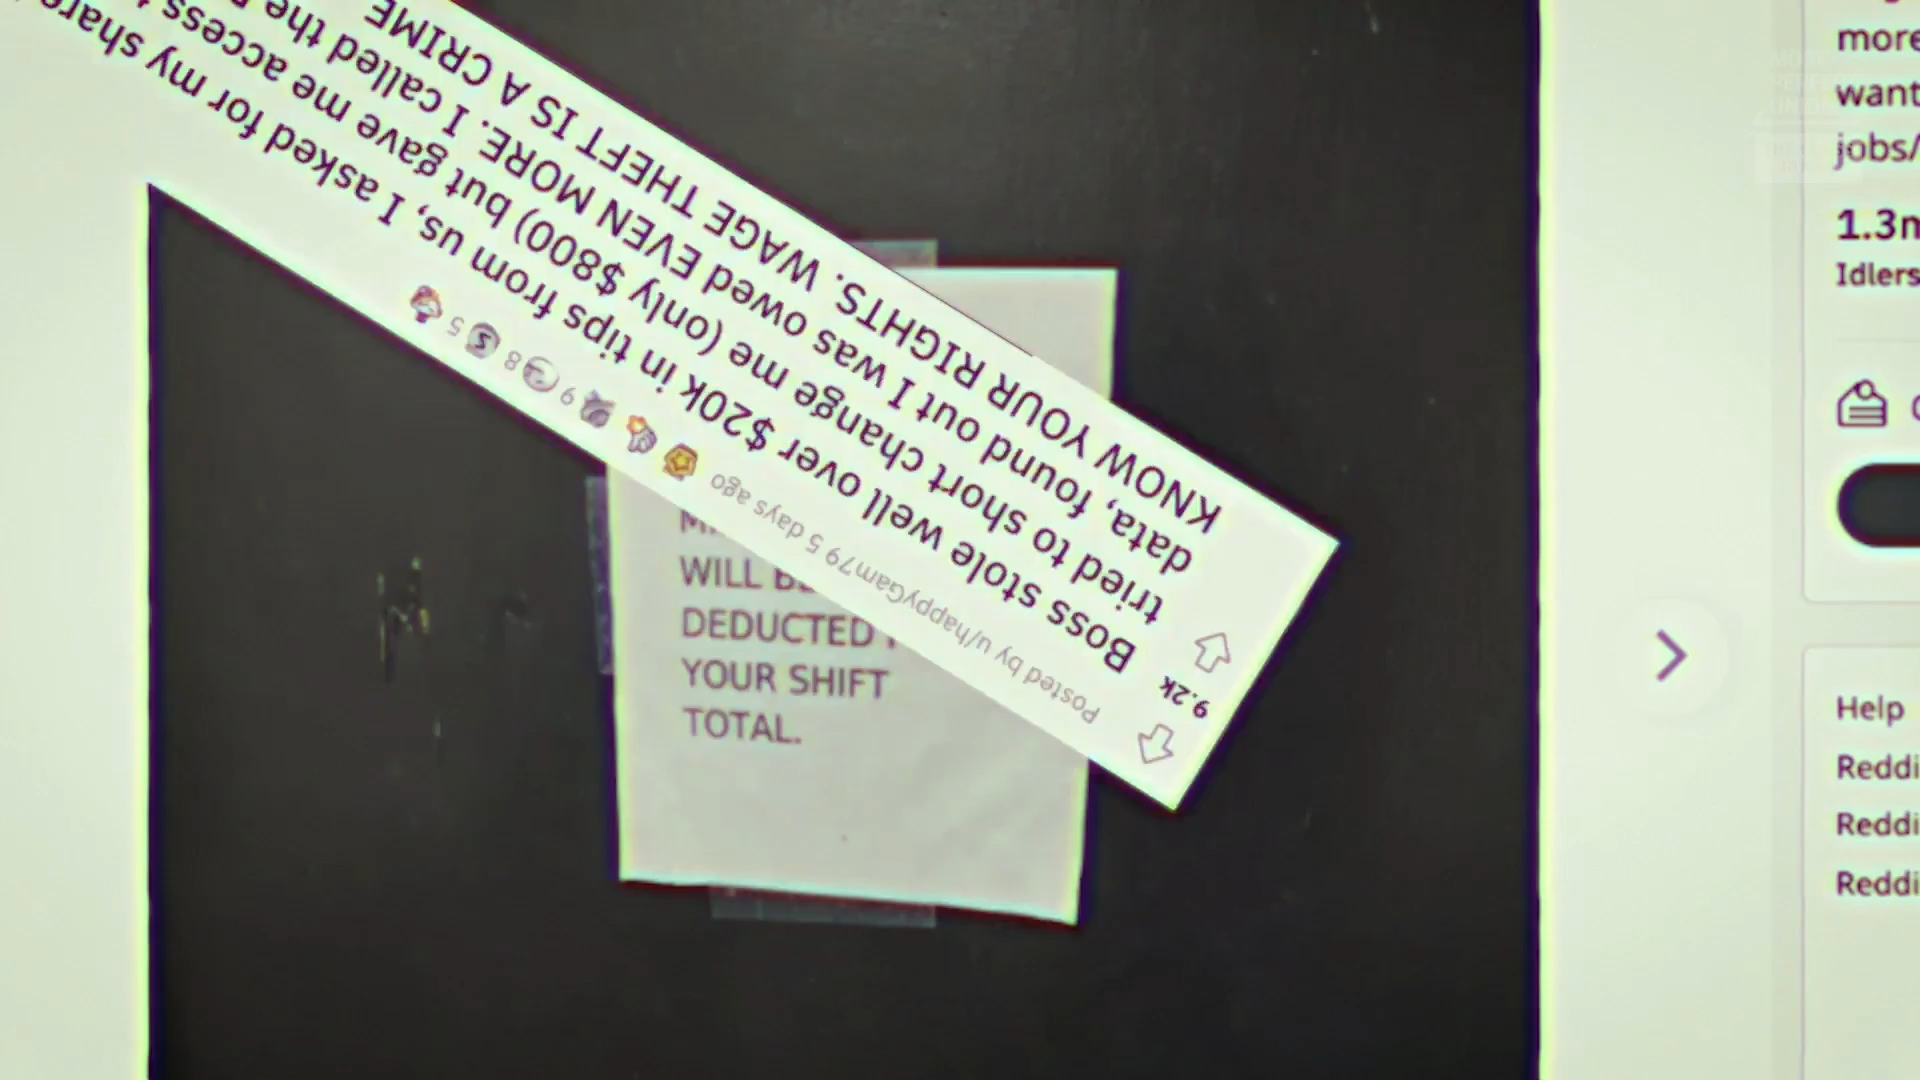 Posted by u/happyGam79 5 days ago
5
8
9
Boss stole well over $20k in tips from us, I asked for my share
tried to short change me (only $800) but gave me access
data, found out I was owed EVEN MORE. I called the
KNOW YOUR RIGHTS. WAGE THEFT IS A CRIME
9.2k
WILL
DEDUCTED
YOUR SHIFT
TOTAL.
more
want
jobs/
1.3m
Idlers
Help
Reddi
Reddi
Reddi